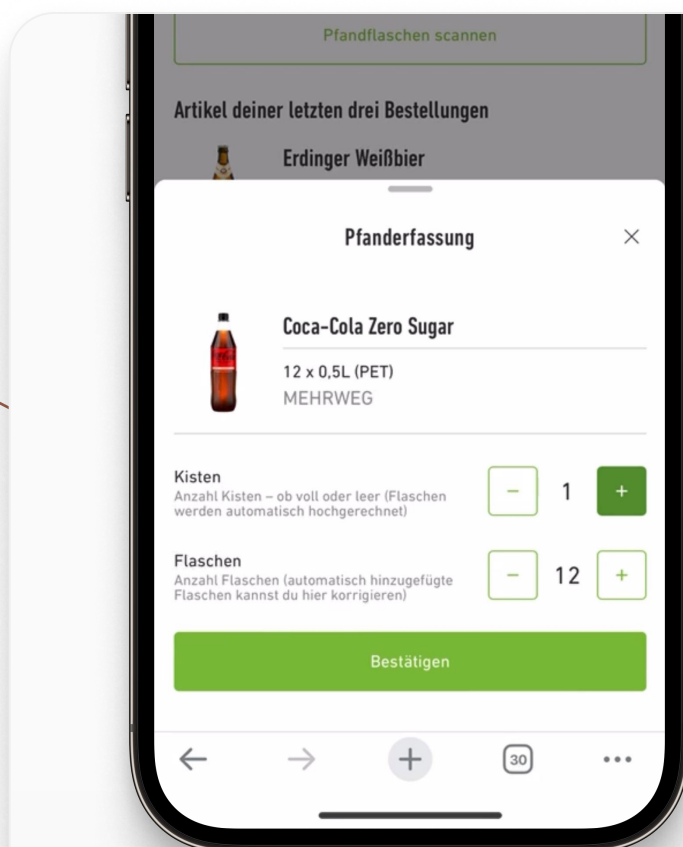 Pfandflaschen scannen
Artikel deiner letzten drei Bestellungen
Erdinger Weißbier
Pfanderfassung
Coca-Cola Zero Sugar
12 x 0,5L (PET)
MEHRWEG
Kisten
Anzahl Kisten – ob voll oder leer (Flaschen
werden automatisch hochgerechnet)
− 1 +
Flaschen
Anzahl Flaschen (automatisch hinzugefügte
Flaschen kannst du hier korrigieren)
− 12 +
Bestätigen
30